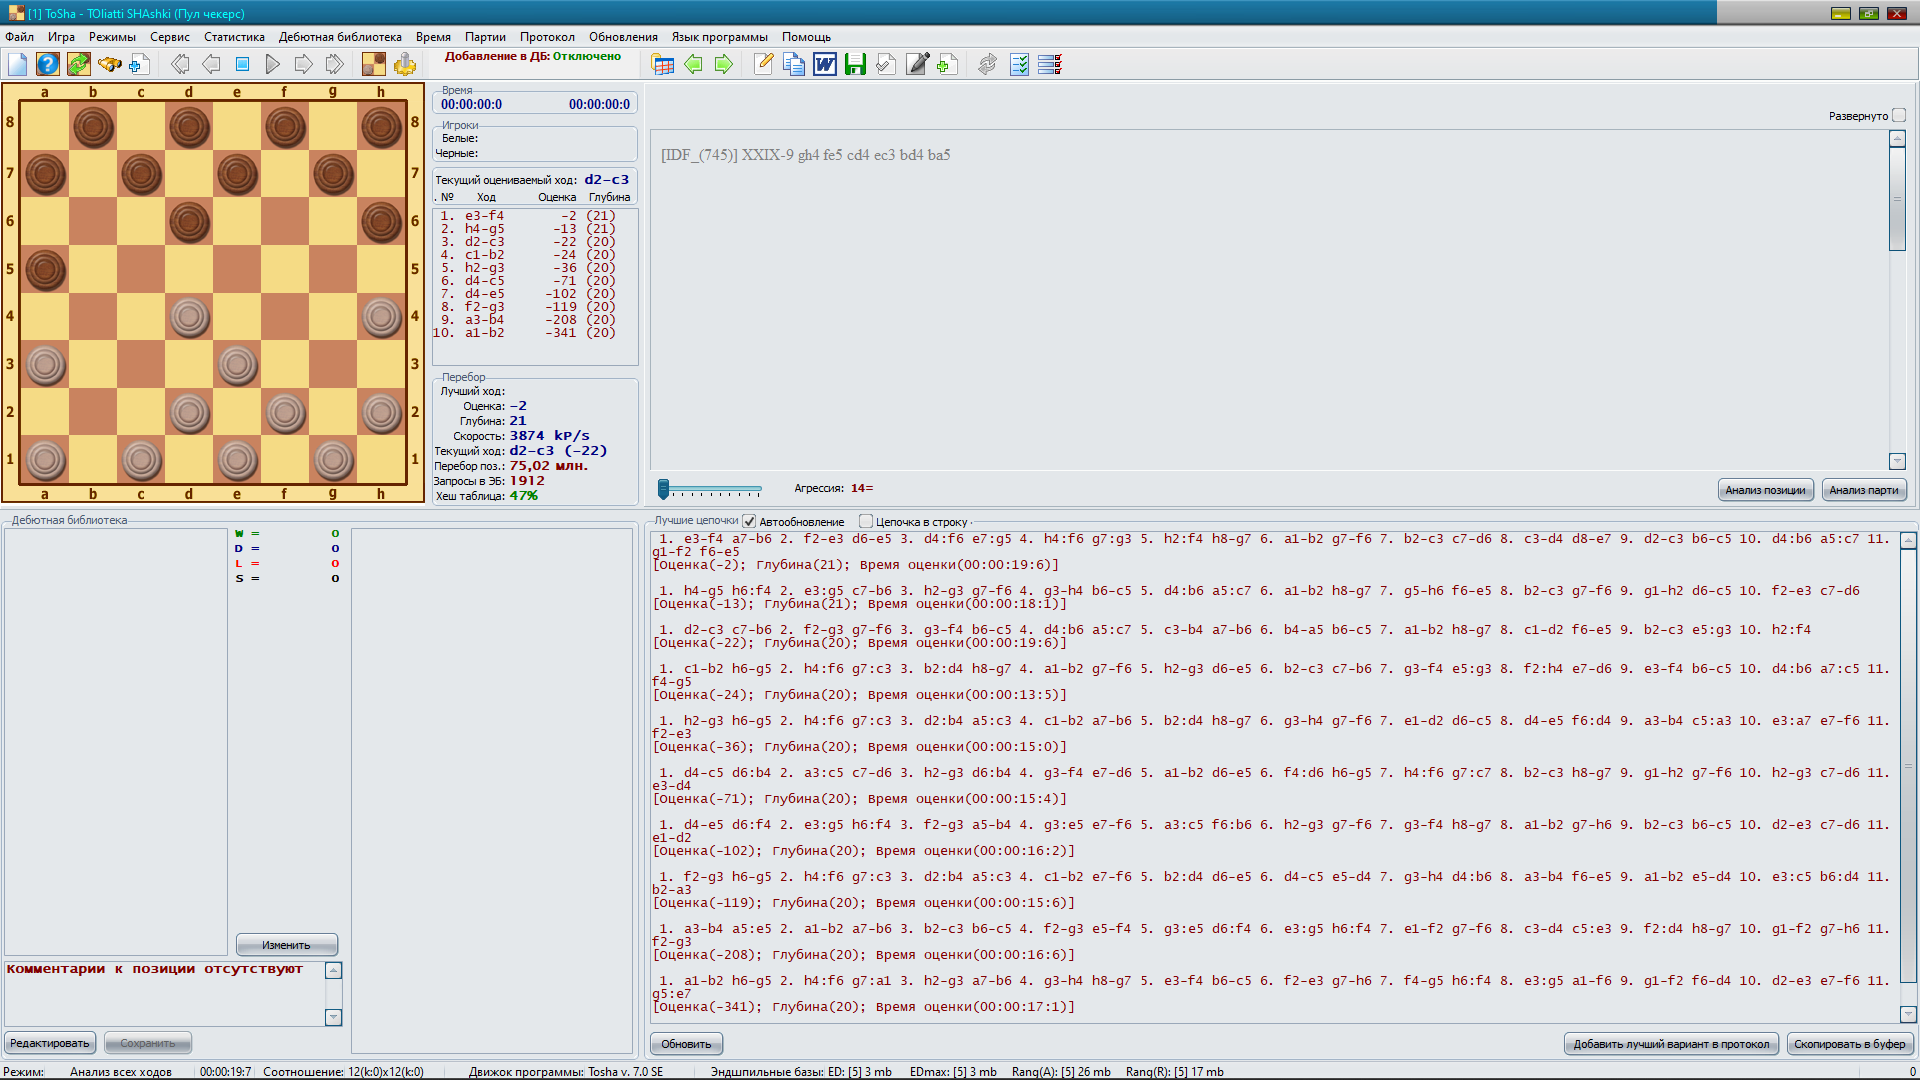 [1] ToSha - TOliatti SHAshki (Пул чекерс)
Файл Игра Режимы Сервис Статистика Дебютная библиотека Время Партии Протокол Обновления Язык программы Помощь
Добавление в ДБ: Отключено
a b c d e f g h
8 8
7 7
6 6
5 5
4 4
3 3
2 2
1 1
a b c d e f g h
Время
00:00:00:0 00:00:00:0
Игроки
Белые:
Черные:
Текущий оцениваемый ход: d2-c3
. № Ход Оценка Глубина
1. e3-f4 -2 (21)
2. h4-g5 -13 (21)
3. d2-c3 -22 (20)
4. c1-b2 -24 (20)
5. h2-g3 -36 (20)
6. d4-c5 -71 (20)
7. d4-e5 -102 (20)
8. f2-g3 -119 (20)
9. a3-b4 -208 (20)
10. a1-b2 -341 (20)
Перебор
Лучший ход:
Оценка: -2
Глубина: 21
Скорость: 3874 kP/s
Текущий ход: d2-c3 (-22)
Перебор поз.: 75,02 млн.
Запросы в ЭБ: 1912
Хеш таблица: 47%
Развернуто
[IDF_(745)] XXIX-9 gh4 fe5 cd4 ec3 bd4 ba5
Агрессия: 14=
Анализ позиции Анализ парти
Дебютная библиотека
W = 0
D = 0
L = 0
S = 0
Изменить
Комментарии к позиции отсутствуют
Редактировать Сохранить
Лучшие цепочки Автообновление Цепочка в строку
1. e3-f4 a7-b6 2. f2-e3 d6-e5 3. d4:f6 e7:g5 4. h4:f6 g7:g3 5. h2:f4 h8-g7 6. a1-b2 g7-f6 7. b2-c3 c7-d6 8. c3-d4 d8-e7 9. d2-c3 b6-c5 10. d4:b6 a5:c7 11.
g1-f2 f6-e5
[Оценка(-2); Глубина(21); Время оценки(00:00:19:6)]
1. h4-g5 h6:f4 2. e3:g5 c7-b6 3. h2-g3 g7-f6 4. g3-h4 b6-c5 5. d4:b6 a5:c7 6. a1-b2 h8-g7 7. g5-h6 f6-e5 8. b2-c3 g7-f6 9. g1-h2 d6-c5 10. f2-e3 c7-d6
[Оценка(-13); Глубина(21); Время оценки(00:00:18:1)]
1. d2-c3 c7-b6 2. f2-g3 g7-f6 3. g3-f4 b6-c5 4. d4:b6 a5:c7 5. c3-b4 a7-b6 6. b4-a5 b6-c5 7. a1-b2 h8-g7 8. c1-d2 f6-e5 9. b2-c3 e5:g3 10. h2:f4
[Оценка(-22); Глубина(20); Время оценки(00:00:19:6)]
1. c1-b2 h6-g5 2. h4:f6 g7:c3 3. b2:d4 h8-g7 4. a1-b2 g7-f6 5. h2-g3 d6-e5 6. b2-c3 c7-b6 7. g3-f4 e5:g3 8. f2:h4 e7-d6 9. e3-f4 b6-c5 10. d4:b6 a7:c5 11.
f4-g5
[Оценка(-24); Глубина(20); Время оценки(00:00:13:5)]
1. h2-g3 h6-g5 2. h4:f6 g7:c3 3. d2:b4 a5:c3 4. c1-b2 a7-b6 5. b2:d4 h8-g7 6. g3-h4 g7-f6 7. e1-d2 d6-c5 8. d4-e5 f6:d4 9. a3-b4 c5:a3 10. e3:a7 e7-f6 11.
f2-e3
[Оценка(-36); Глубина(20); Время оценки(00:00:15:0)]
1. d4-c5 d6:b4 2. a3:c5 c7-d6 3. h2-g3 d6:b4 4. g3-f4 e7-d6 5. a1-b2 d6-e5 6. f4:d6 h6-g5 7. h4:f6 g7:c7 8. b2-c3 h8-g7 9. g1-h2 g7-f6 10. h2-g3 c7-d6 11.
e3-d4
[Оценка(-71); Глубина(20); Время оценки(00:00:15:4)]
1. d4-e5 d6:f4 2. e3:g5 h6:f4 3. f2-g3 a5-b4 4. g3:e5 e7-f6 5. a3:c5 f6:b6 6. h2-g3 g7-f6 7. g3-f4 h8-g7 8. a1-b2 g7-h6 9. b2-c3 b6-c5 10. d2-e3 c7-d6 11.
e1-d2
[Оценка(-102); Глубина(20); Время оценки(00:00:16:2)]
1. f2-g3 h6-g5 2. h4:f6 g7:c3 3. d2:b4 a5:c3 4. c1-b2 e7-f6 5. b2:d4 d6-e5 6. d4-c5 e5-d4 7. g3-h4 d4:b6 8. a3-b4 f6-e5 9. a1-b2 e5-d4 10. e3:c5 b6:d4 11.
b2-a3
[Оценка(-119); Глубина(20); Время оценки(00:00:15:6)]
1. a3-b4 a5:e5 2. a1-b2 a7-b6 3. b2-c3 b6-c5 4. f2-g3 e5-f4 5. g3:e5 d6:f4 6. e3:g5 h6:f4 7. e1-f2 g7-f6 8. c3-d4 c5:e3 9. f2:d4 h8-g7 10. g1-f2 g7-h6 11.
f2-g3
[Оценка(-208); Глубина(20); Время оценки(00:00:16:6)]
1. a1-b2 h6-g5 2. h4:f6 g7:a1 3. h2-g3 a7-b6 4. g3-h4 h8-g7 5. e3-f4 b6-c5 6. f2-e3 g7-h6 7. f4-g5 h6:f4 8. e3:g5 a1-f6 9. g1-f2 f6-d4 10. d2-e3 e7-f6 11.
g5:e7
[Оценка(-341); Глубина(20); Время оценки(00:00:17:1)]
Обновить Добавить лучший вариант в протокол Скопировать в буфер
Режим: Анализ всех ходов 00:00:19:7 Соотношение: 12(k:0)x12(k:0) Движок программы: Tosha v. 7.0 SE Эндшпильные базы: ED: [5] 3 mb EDmax: [5] 3 mb Rang(A): [5] 26 mb Rang(R): [5] 17 mb 0